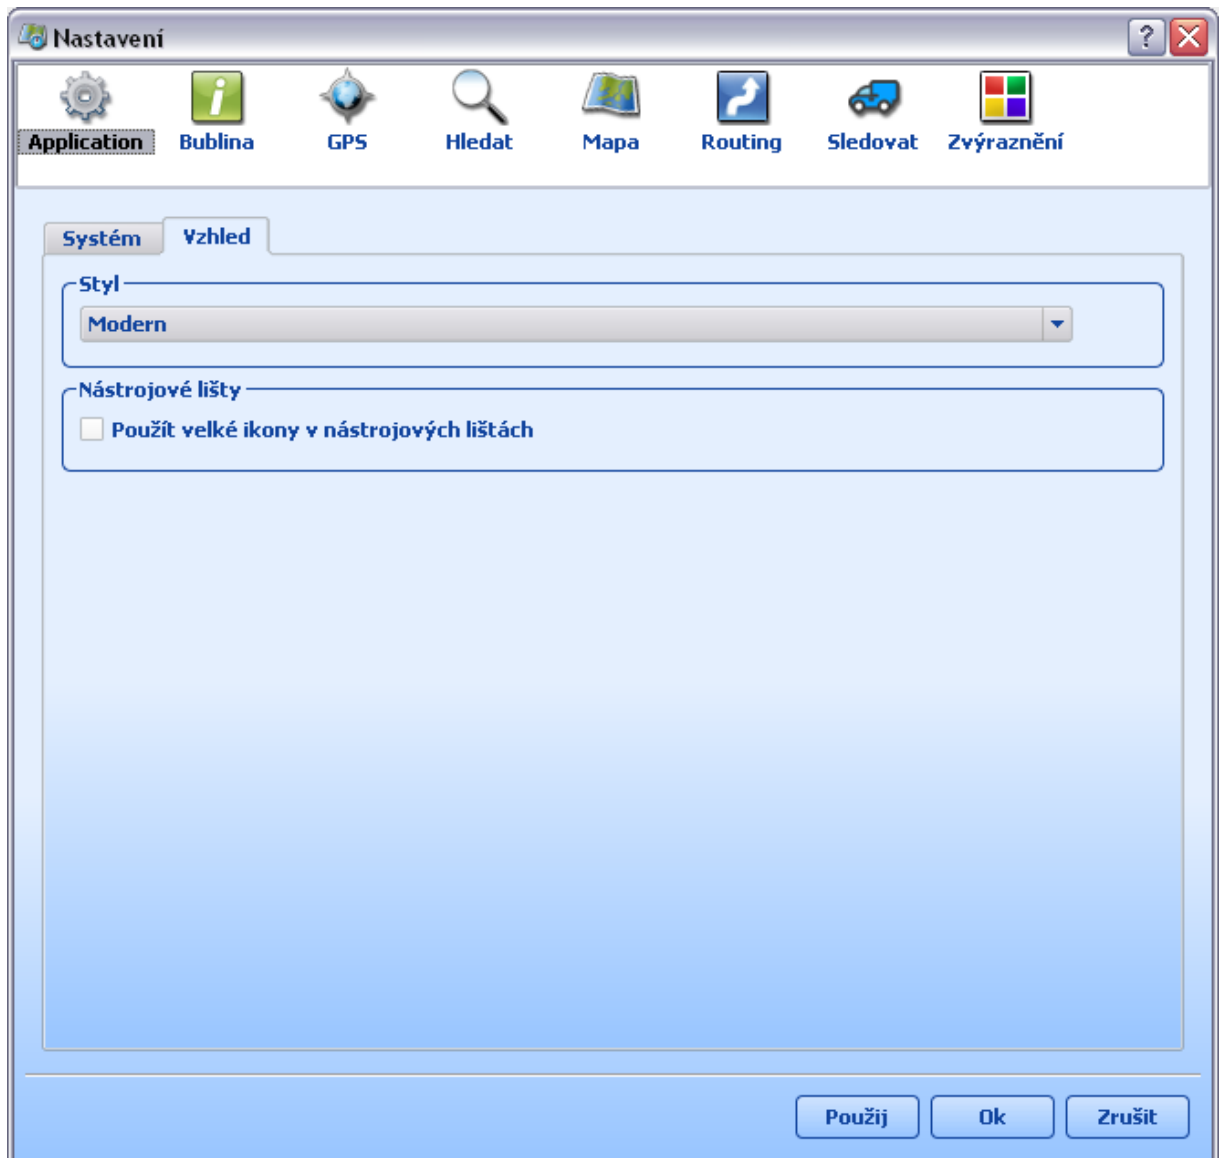 Nastavení
Application Bublina GPS Hledat Mapa Routing Sledovat Zvýraznění
Systém Vzhled
Styl
Modern
Nástrojové lišty
Použít velké ikony v nástrojových lištách
Použij Ok Zrušit